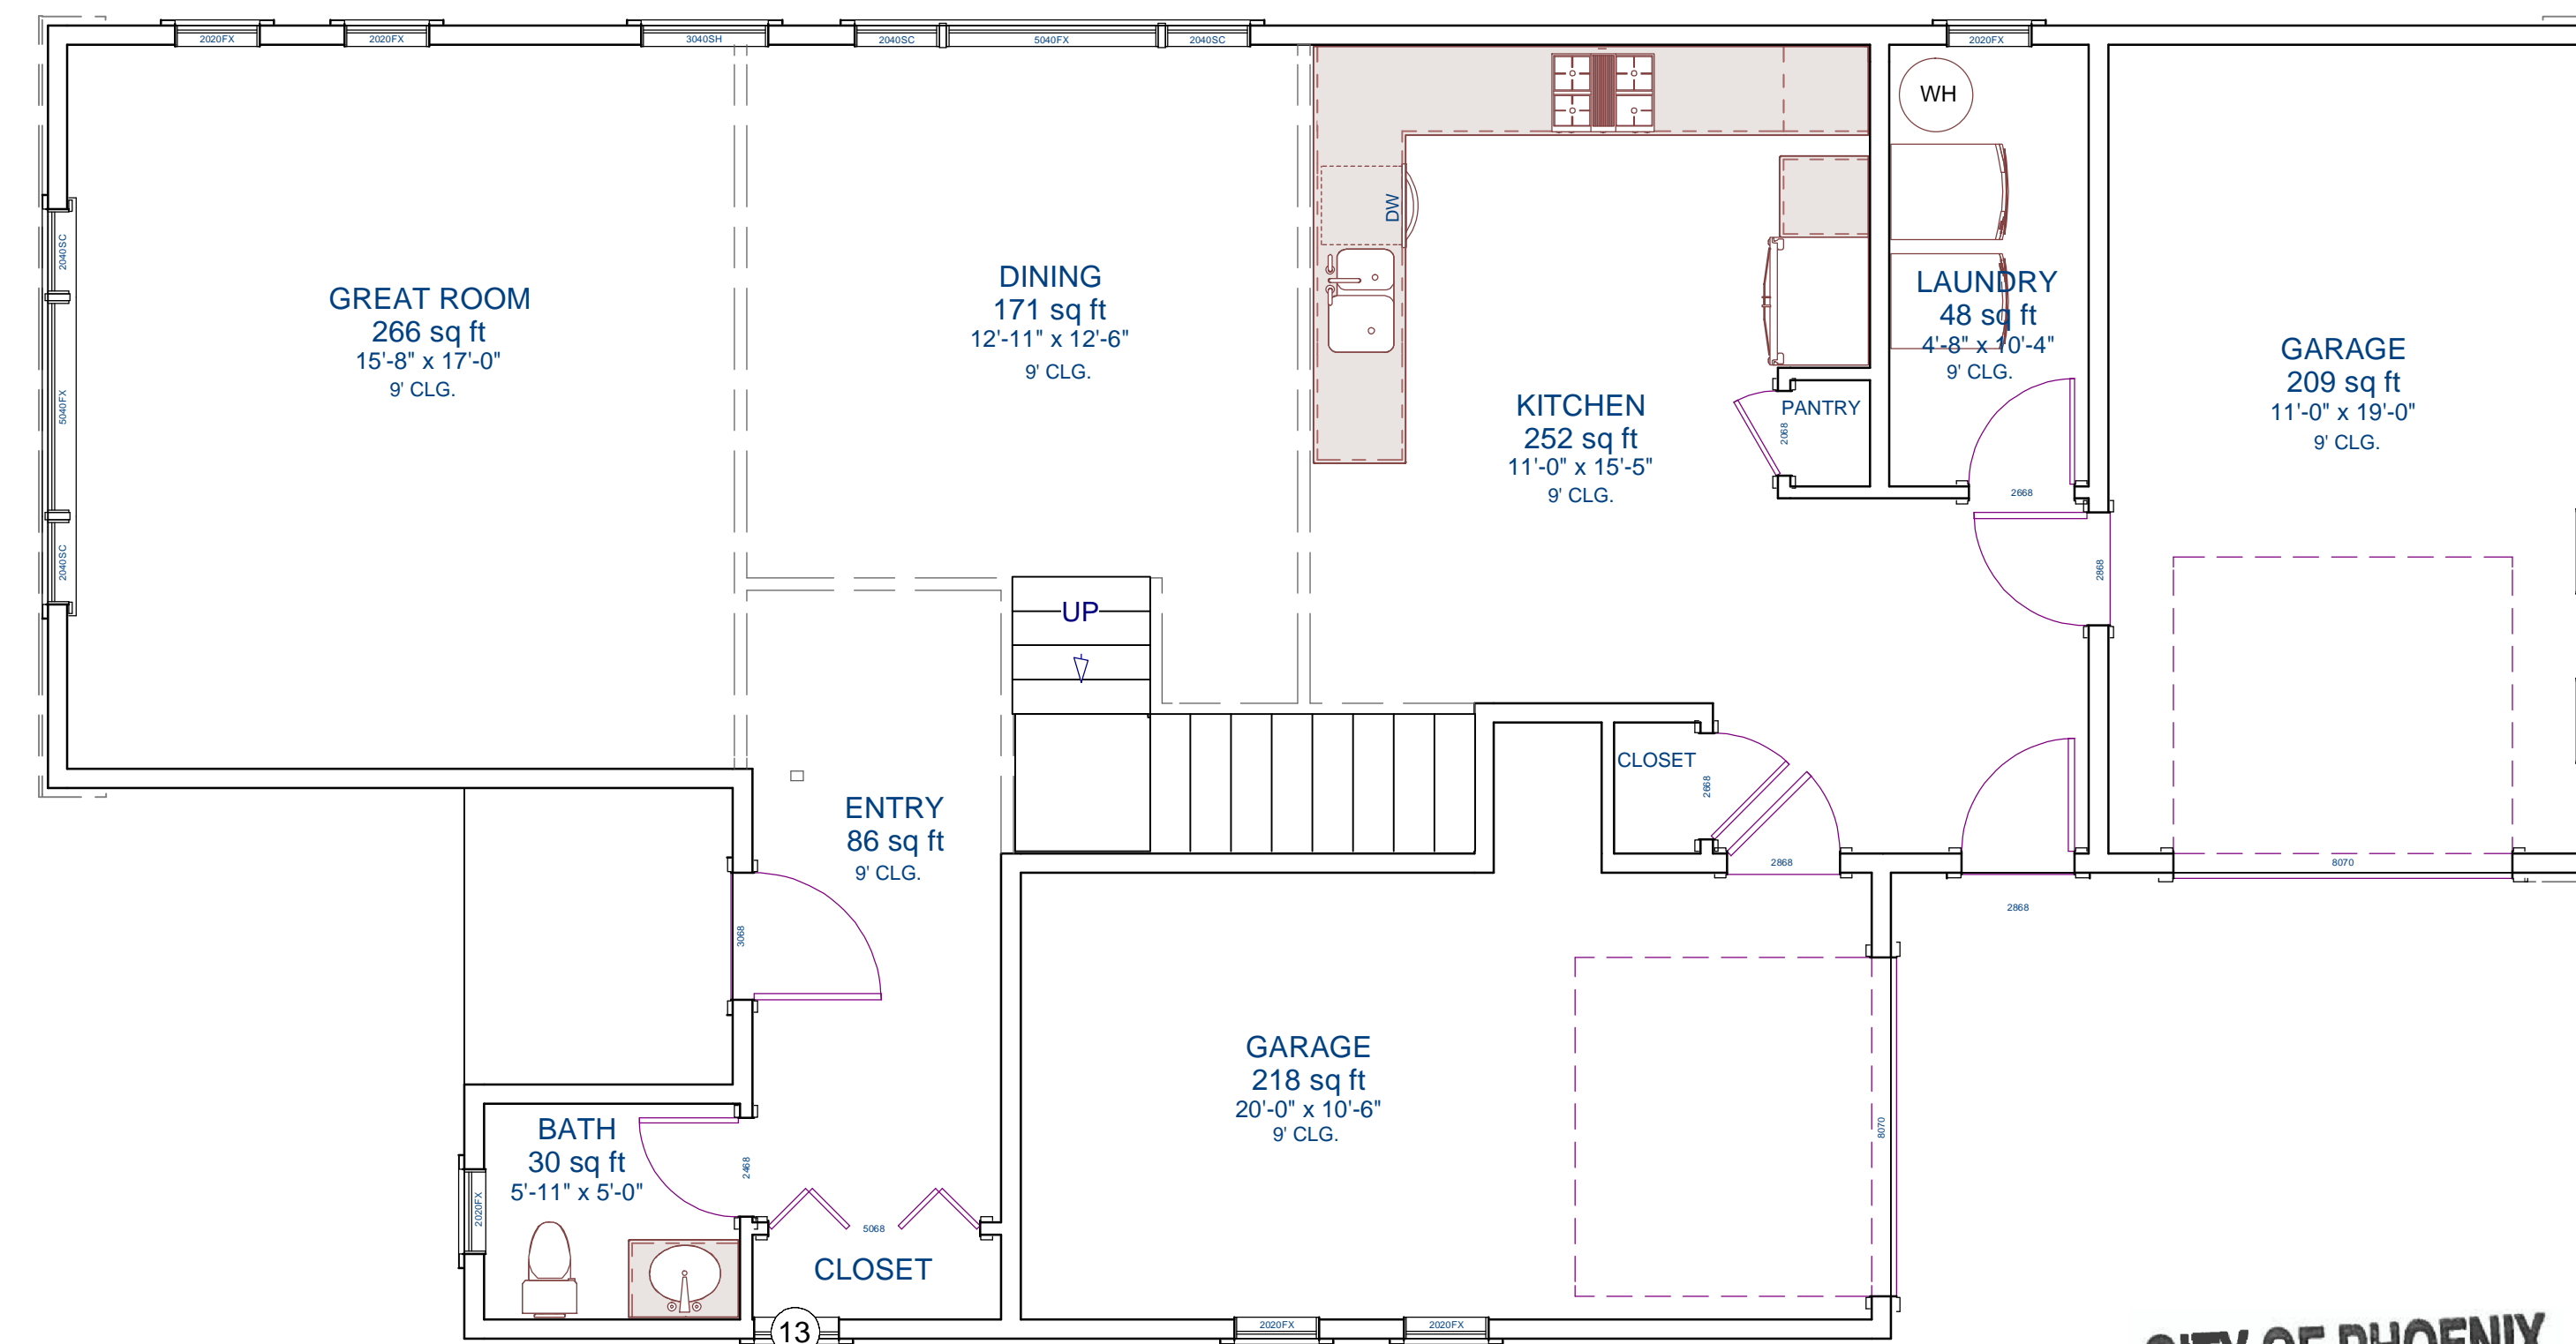 2020FX
2020FX
3040SH
2040SC
5040FX
2040SC
2020FX
WH
2040SC
5040FX
2040SC
GREAT ROOM
266 sq ft
15'-8" x 17'-0"
9' CLG.
DINING
171 sq ft
12'-11" x 12'-6"
9' CLG.
DW
KITCHEN
252 sq ft
11'-0" x 15'-5"
9' CLG.
PANTRY
2068
LAUNDRY
48 sq ft
4'-8" x 10'-4"
9' CLG.
2668
2868
GARAGE
209 sq ft
11'-0" x 19'-0"
9' CLG.
8070
UP
CLOSET
2668
2868
2868
ENTRY
86 sq ft
9' CLG.
3068
GARAGE
218 sq ft
20'-0" x 10'-6"
9' CLG.
8070
BATH
30 sq ft
5'-11" x 5'-0"
2468
2020FX
5068
CLOSET
13
2020FX
2020FX
CITY OF PHOENIX